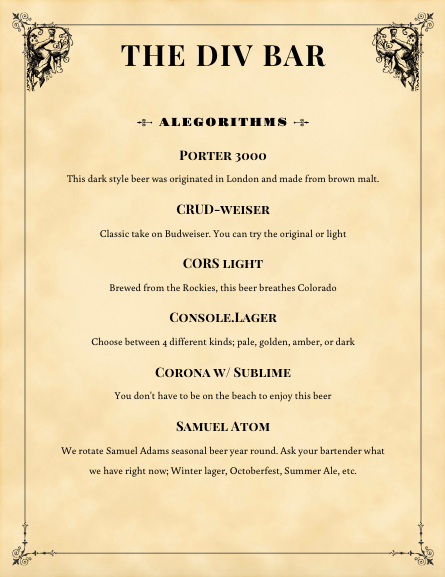 THE DIV BAR
ALEGORITHMS
Porter 3000
This dark style beer was originated in London and made from brown malt.
CRUD-weiser
Classic take on Budweiser. You can try the original or light
CORS light
Brewed from the Rockies, this beer breathes Colorado
Console.Lager
Choose between 4 different kinds; pale, golden, amber, or dark
Corona w/ Sublime
You don't have to be on the beach to enjoy this beer
Samuel Atom
We rotate Samuel Adams seasonal beer year round. Ask your bartender what
we have right now; Winter lager, Octoberfest, Summer Ale, etc.